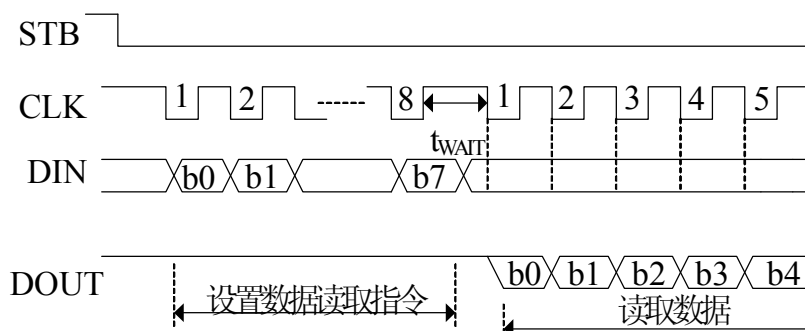 STB
CLK 1 2 8 1 2 3 4 5
t_WAIT
DIN b0 b1 b7
DOUT b0 b1 b2 b3 b4
设置数据读取指令 读取数据